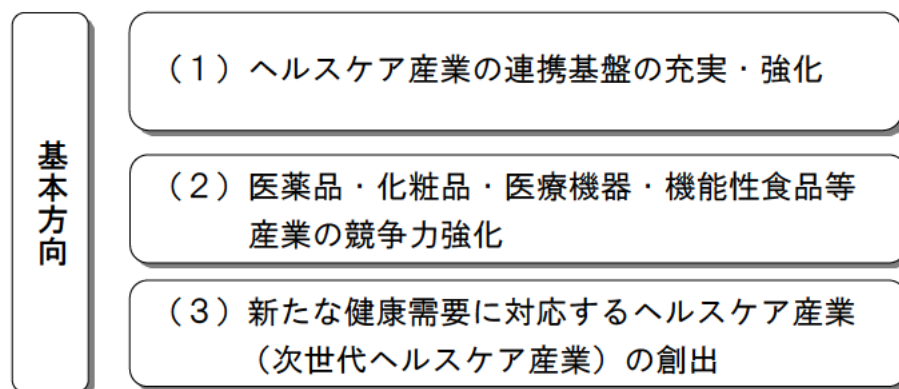 基本方向
（１）ヘルスケア産業の連携基盤の充実・強化
（２）医薬品・化粧品・医療機器・機能性食品等
産業の競争力強化
（３）新たな健康需要に対応するヘルスケア産業
（次世代ヘルスケア産業）の創出